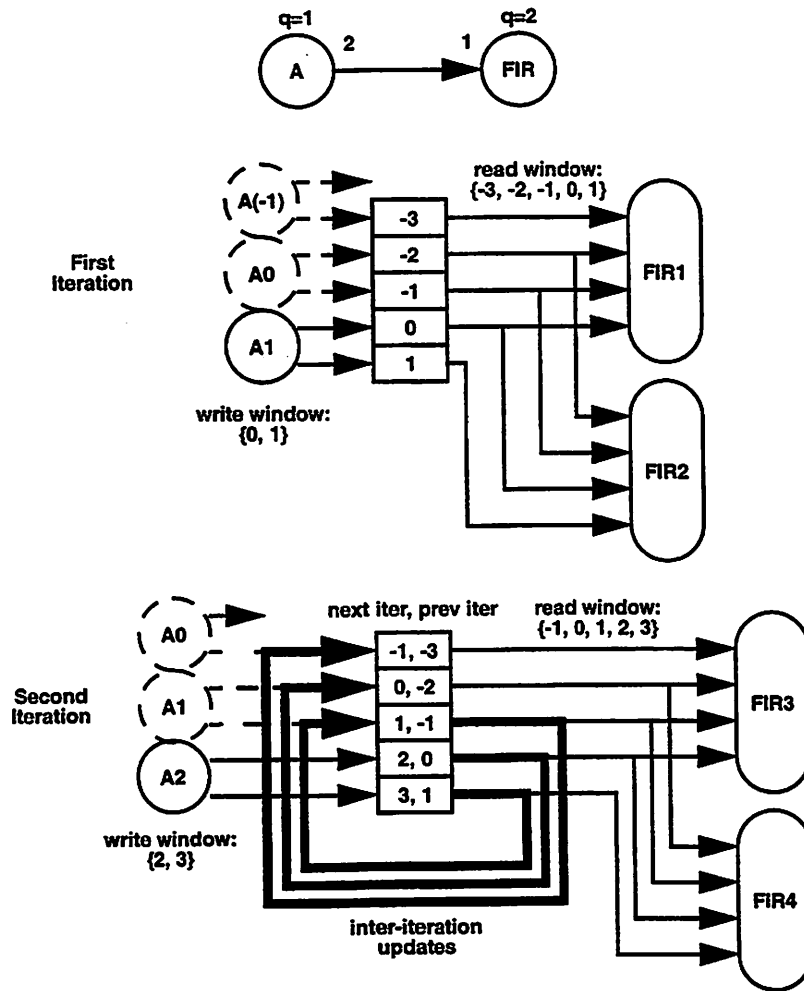 q=1
q=2
2
1
A
FIR
read window:
{-3, -2, -1, 0, 1}
A(-1)
-3
-2
-1
0
1
First
Iteration
A0
A1
FIR1
write window:
{0, 1}
FIR2
next iter, prev iter
read window:
{-1, 0, 1, 2, 3}
A0
-1, -3
0, -2
1, -1
2, 0
3, 1
Second
Iteration
A1
A2
FIR3
write window:
{2, 3}
FIR4
inter-iteration
updates